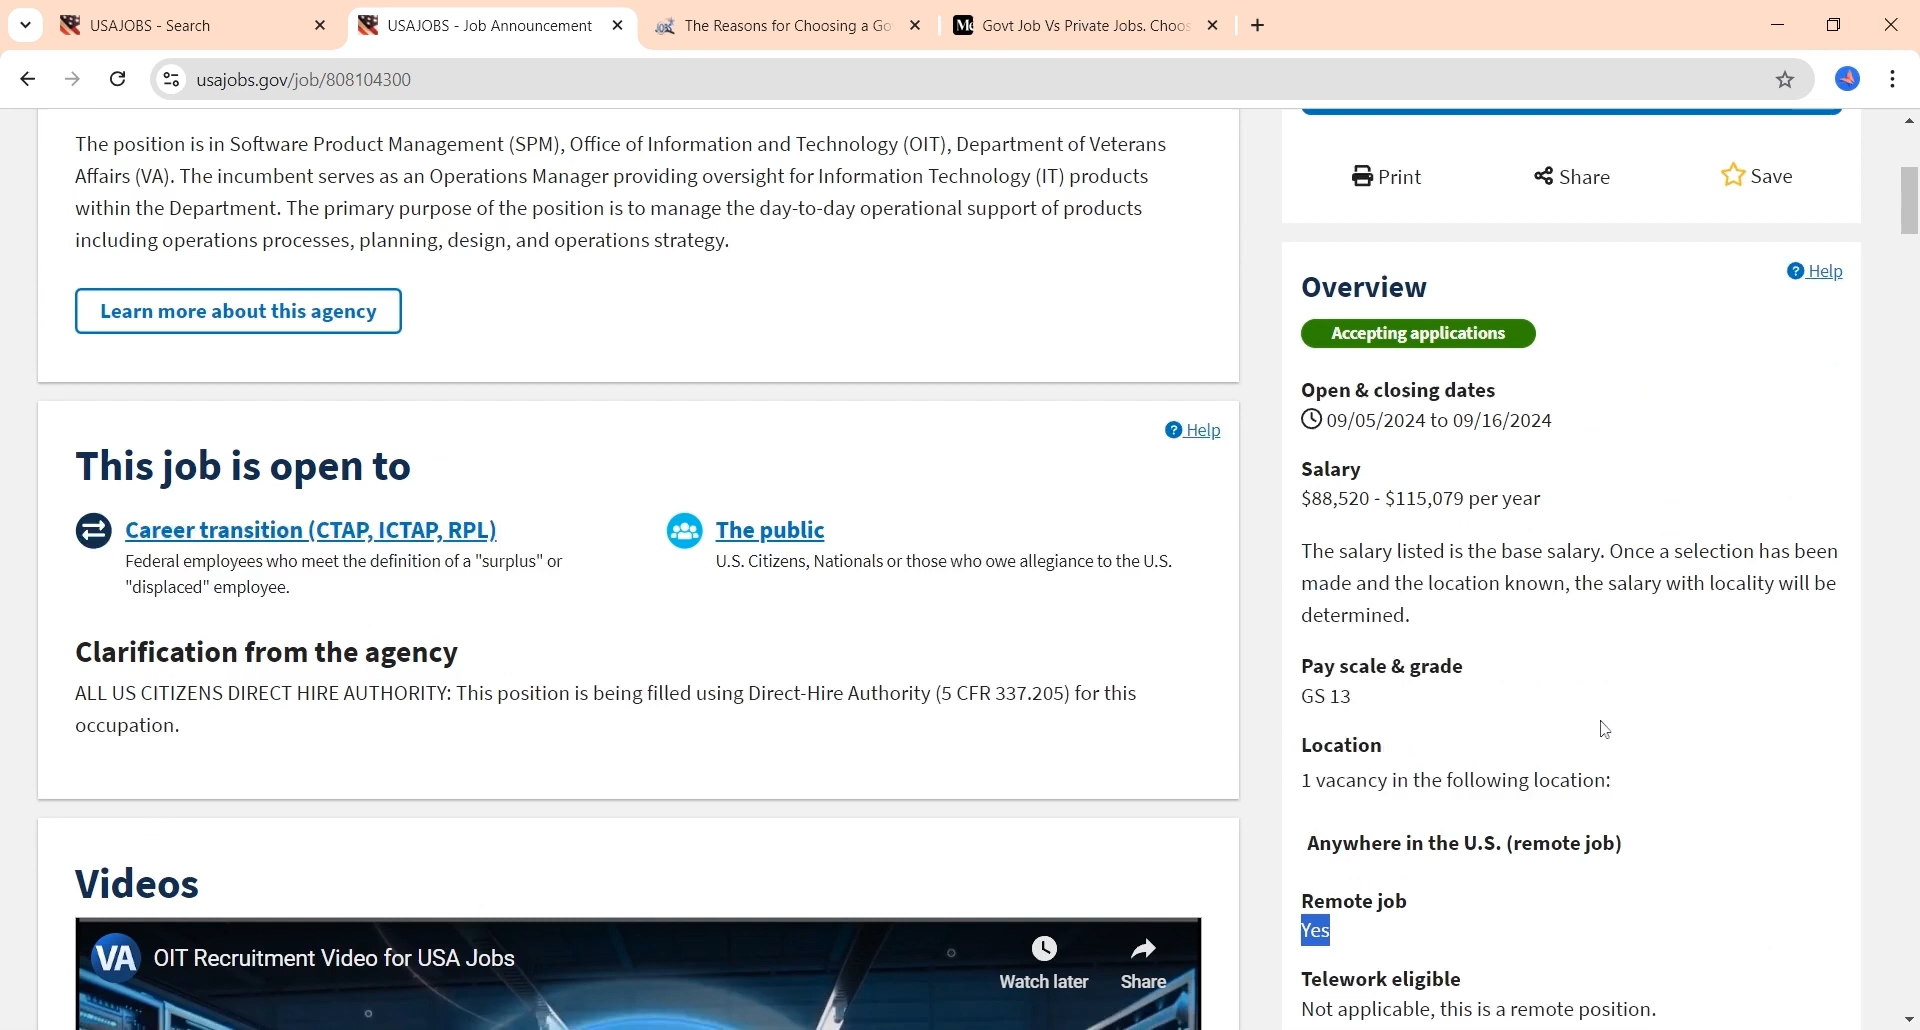 USAJOBS - Search
USAJOBS - Job Announcement
The Reasons for Choosing a Go
Govt Job Vs Private Jobs. Choos
usajobs.gov/job/808104300
The position is in Software Product Management (SPM), Office of Information and Technology (OIT), Department of Veterans
Affairs (VA). The incumbent serves as an Operations Manager providing oversight for Information Technology (IT) products
within the Department. The primary purpose of the position is to manage the day-to-day operational support of products
including operations processes, planning, design, and operations strategy.
Learn more about this agency
Help
This job is open to
Career transition (CTAP, ICTAP, RPL)
Federal employees who meet the definition of a "surplus" or
"displaced" employee.
The public
U.S. Citizens, Nationals or those who owe allegiance to the U.S.
Clarification from the agency
ALL US CITIZENS DIRECT HIRE AUTHORITY: This position is being filled using Direct-Hire Authority (5 CFR 337.205) for this
occupation.
Videos
VA OIT Recruitment Video for USA Jobs
Watch later
Share
Print
Share
Save
Help
Overview
Accepting applications
Open & closing dates
09/05/2024 to 09/16/2024
Salary
$88,520 - $115,079 per year
The salary listed is the base salary. Once a selection has been
made and the location known, the salary with locality will be
determined.
Pay scale & grade
GS 13
Location
1 vacancy in the following location:
Anywhere in the U.S. (remote job)
Remote job
Yes
Telework eligible
Not applicable, this is a remote position.